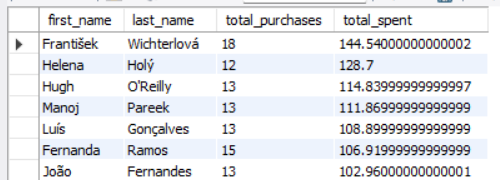 first_name last_name total_purchases total_spent
František Wichterlová 18 144.54000000000002
Helena Holý 12 128.7
Hugh O'Reilly 13 114.83999999999997
Manoj Pareek 13 111.86999999999999
Luís Gonçalves 13 108.89999999999999
Fernanda Ramos 15 106.91999999999999
João Fernandes 13 102.96000000000001